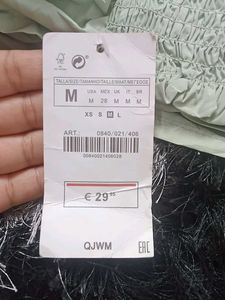 TALLA/SIZE/TAMANHO/TAILLE/MAAT/METEDGE
M
USA MEX UK IT BR
M 28 M M M
XS S M L
ART.: 0840/021/406
00840021406028
€ 29
QJWM
EAC